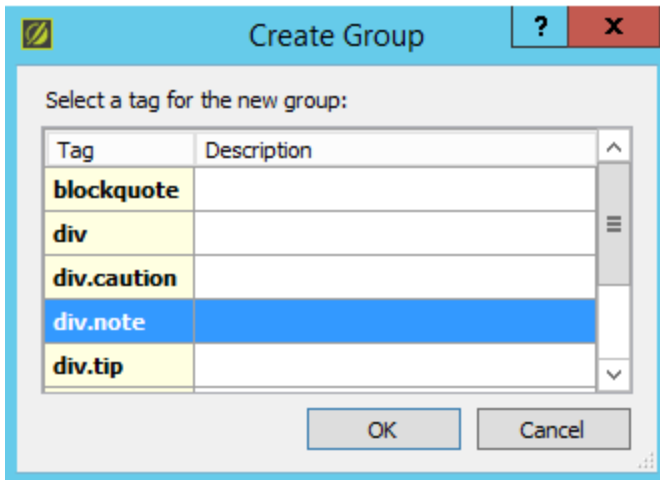 Create Group
?
x
Select a tag for the new group:
Tag Description
blockquote
div
div.caution
div.note
div.tip
OK Cancel